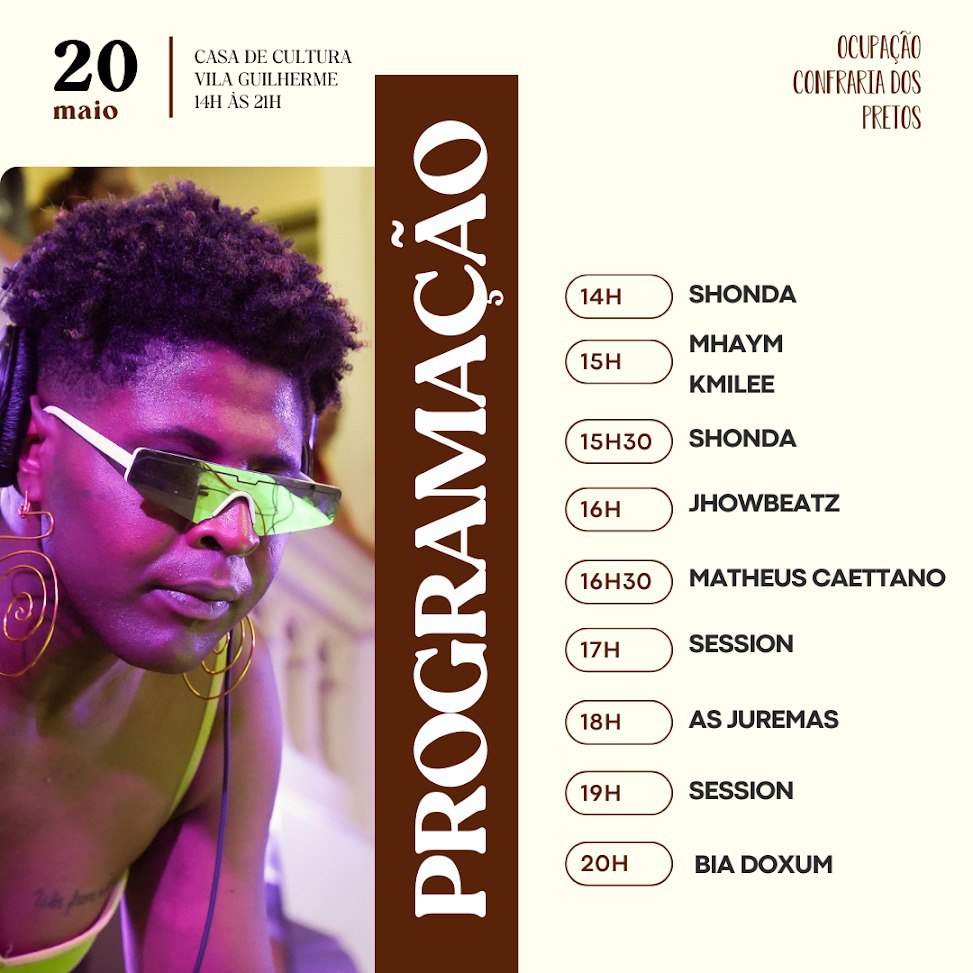 20
maio
CASA DE CULTURA
VILA GUILHERME
14H ÀS 21H
OCUPAÇÃO
CONFRARIA DOS
PRETOS
PROGRAMAÇÃO
14H SHONDA
15H MHAYM
KMILEE
15H30 SHONDA
16H JHOWBEATZ
16H30 MATHEUS CAETTANO
17H SESSION
18H AS JUREMAS
19H SESSION
20H BIA DOXUM